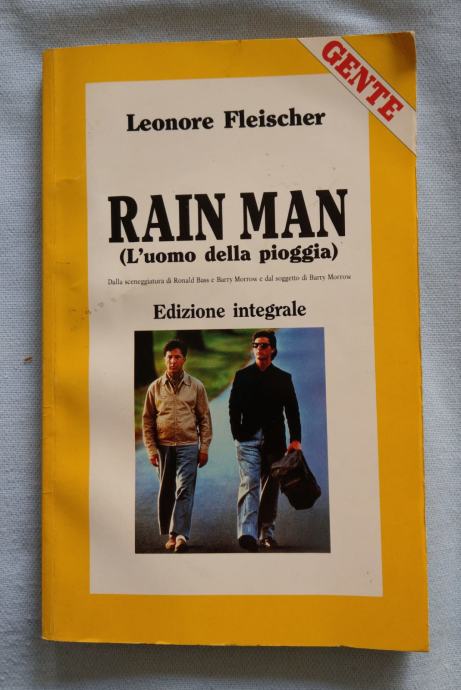 GENTE
Leonore Fleischer
RAIN MAN
(L'uomo della pioggia)
Dalla sceneggiatura di Ronald Bass e Barry Morrow e dal soggetto di Barry Morrow
Edizione integrale